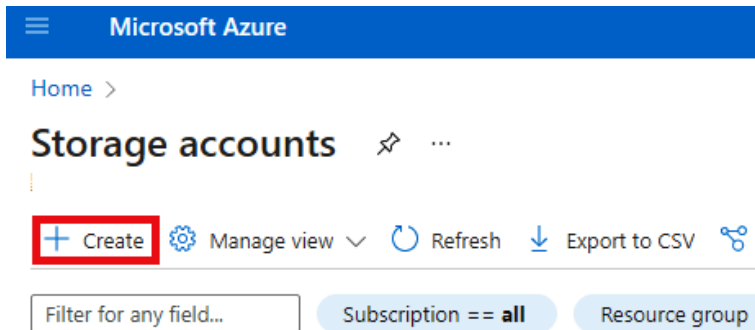 Microsoft Azure
Home >
Storage accounts ...
+ Create Manage view Refresh Export to CSV
Filter for any field... Subscription == all Resource group